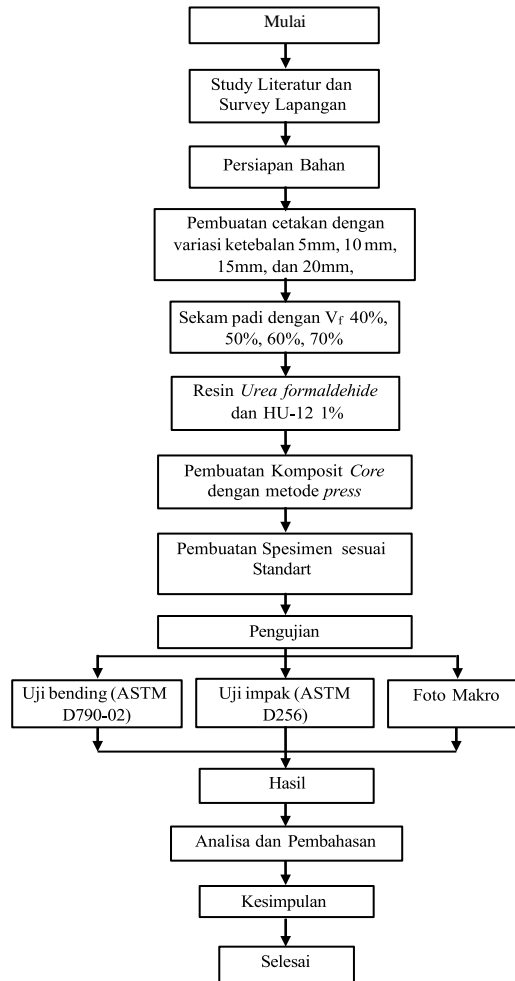 Mulai
Study Literatur dan
Survey Lapangan
Persiapan Bahan
Pembuatan cetakan dengan
variasi ketebalan 5mm, 10 mm,
15mm, dan 20mm,
Sekam padi dengan Vf 40%,
50%, 60%, 70%
Resin Urea formaldehide
dan HU-12 1%
Pembuatan Komposit Core
dengan metode press
Pembuatan Spesimen sesuai
Standart
Pengujian
Uji bending (ASTM
D790-02)
Uji impak (ASTM
D256)
Foto Makro
Hasil
Analisa dan Pembahasan
Kesimpulan
Selesai